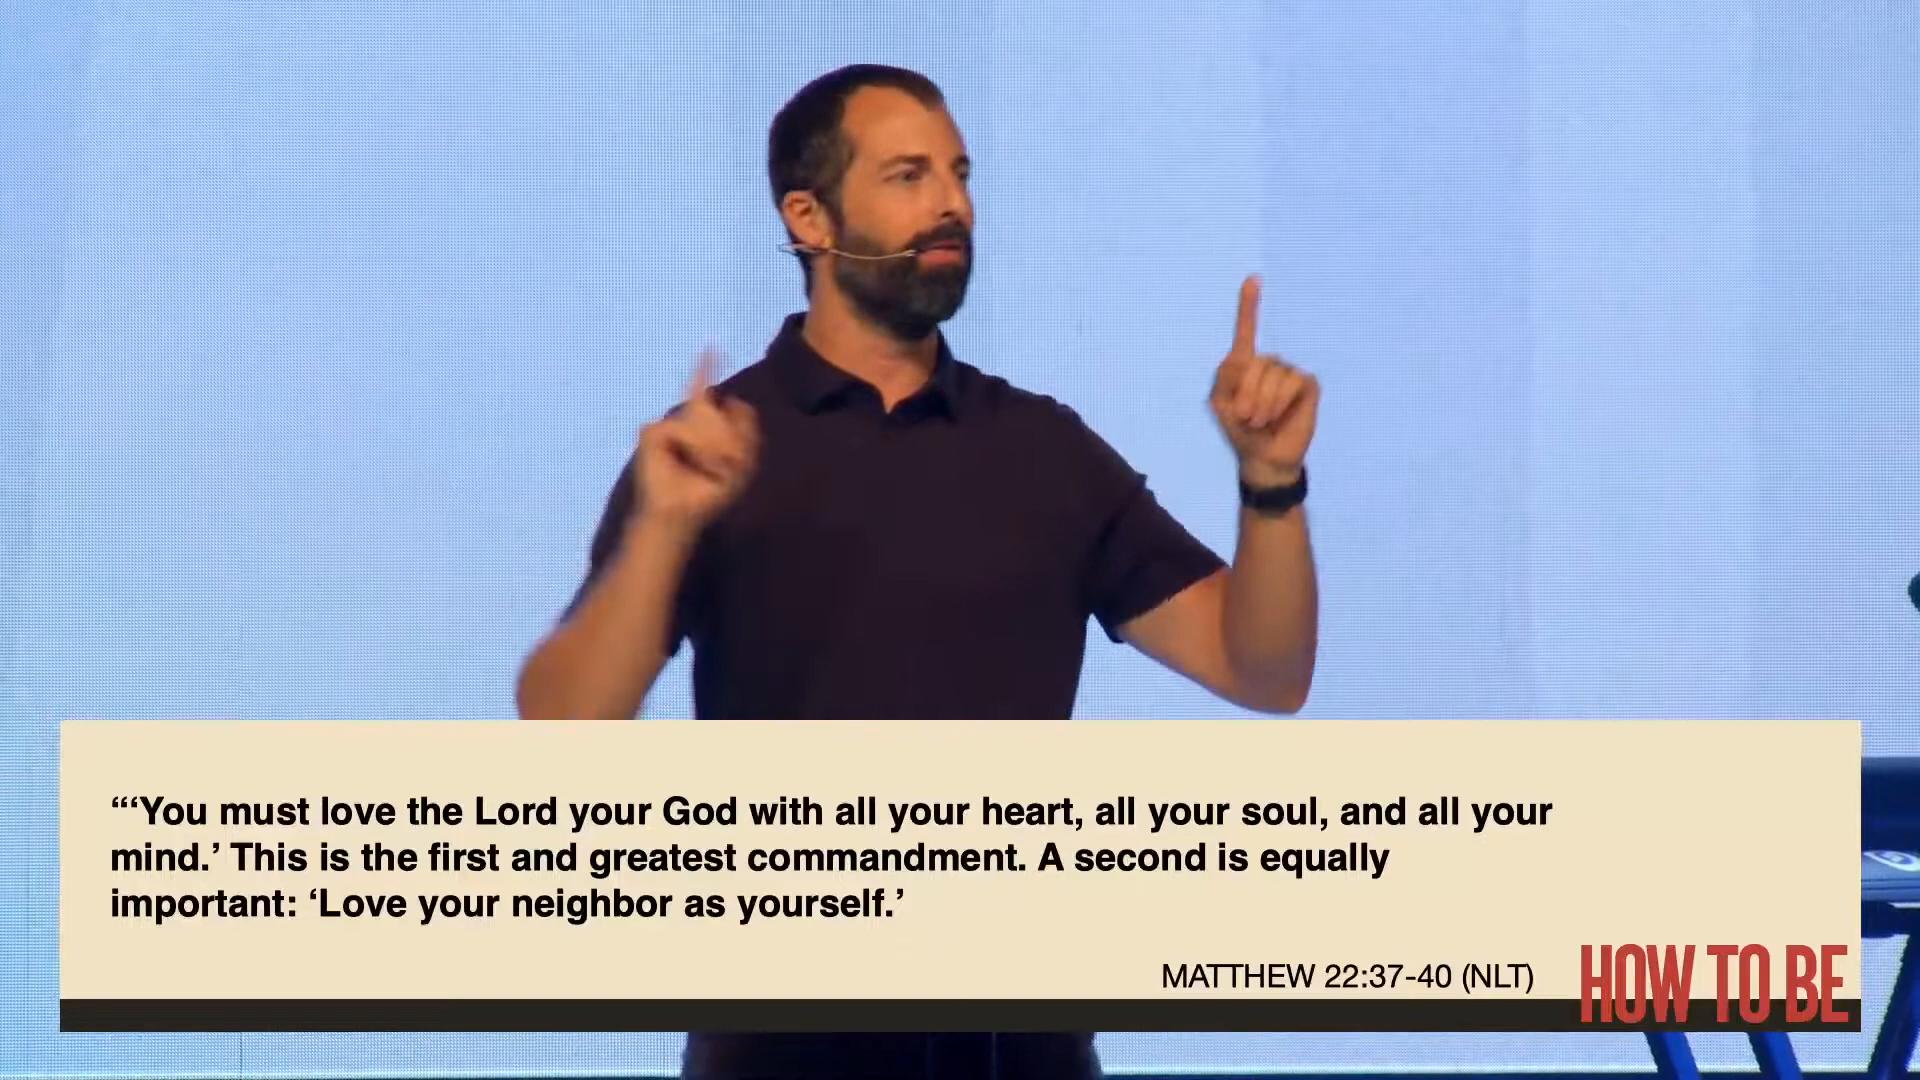 “‘You must love the Lord your God with all your heart, all your soul, and all your
mind.’ This is the first and greatest commandment. A second is equally
important: ‘Love your neighbor as yourself.’
MATTHEW 22:37-40 (NLT)
HOW TO BE